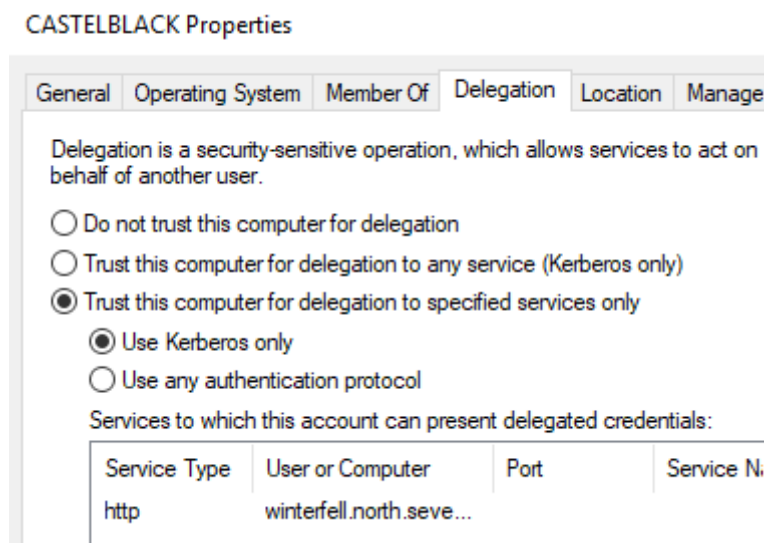 CASTELBLACK Properties
General Operating System Member Of Delegation Location Manage
Delegation is a security-sensitive operation, which allows services to act on
behalf of another user.
Do not trust this computer for delegation
Trust this computer for delegation to any service (Kerberos only)
Trust this computer for delegation to specified services only
Use Kerberos only
Use any authentication protocol
Services to which this account can present delegated credentials:
Service Type User or Computer Port Service
http winterfell.north.seve...